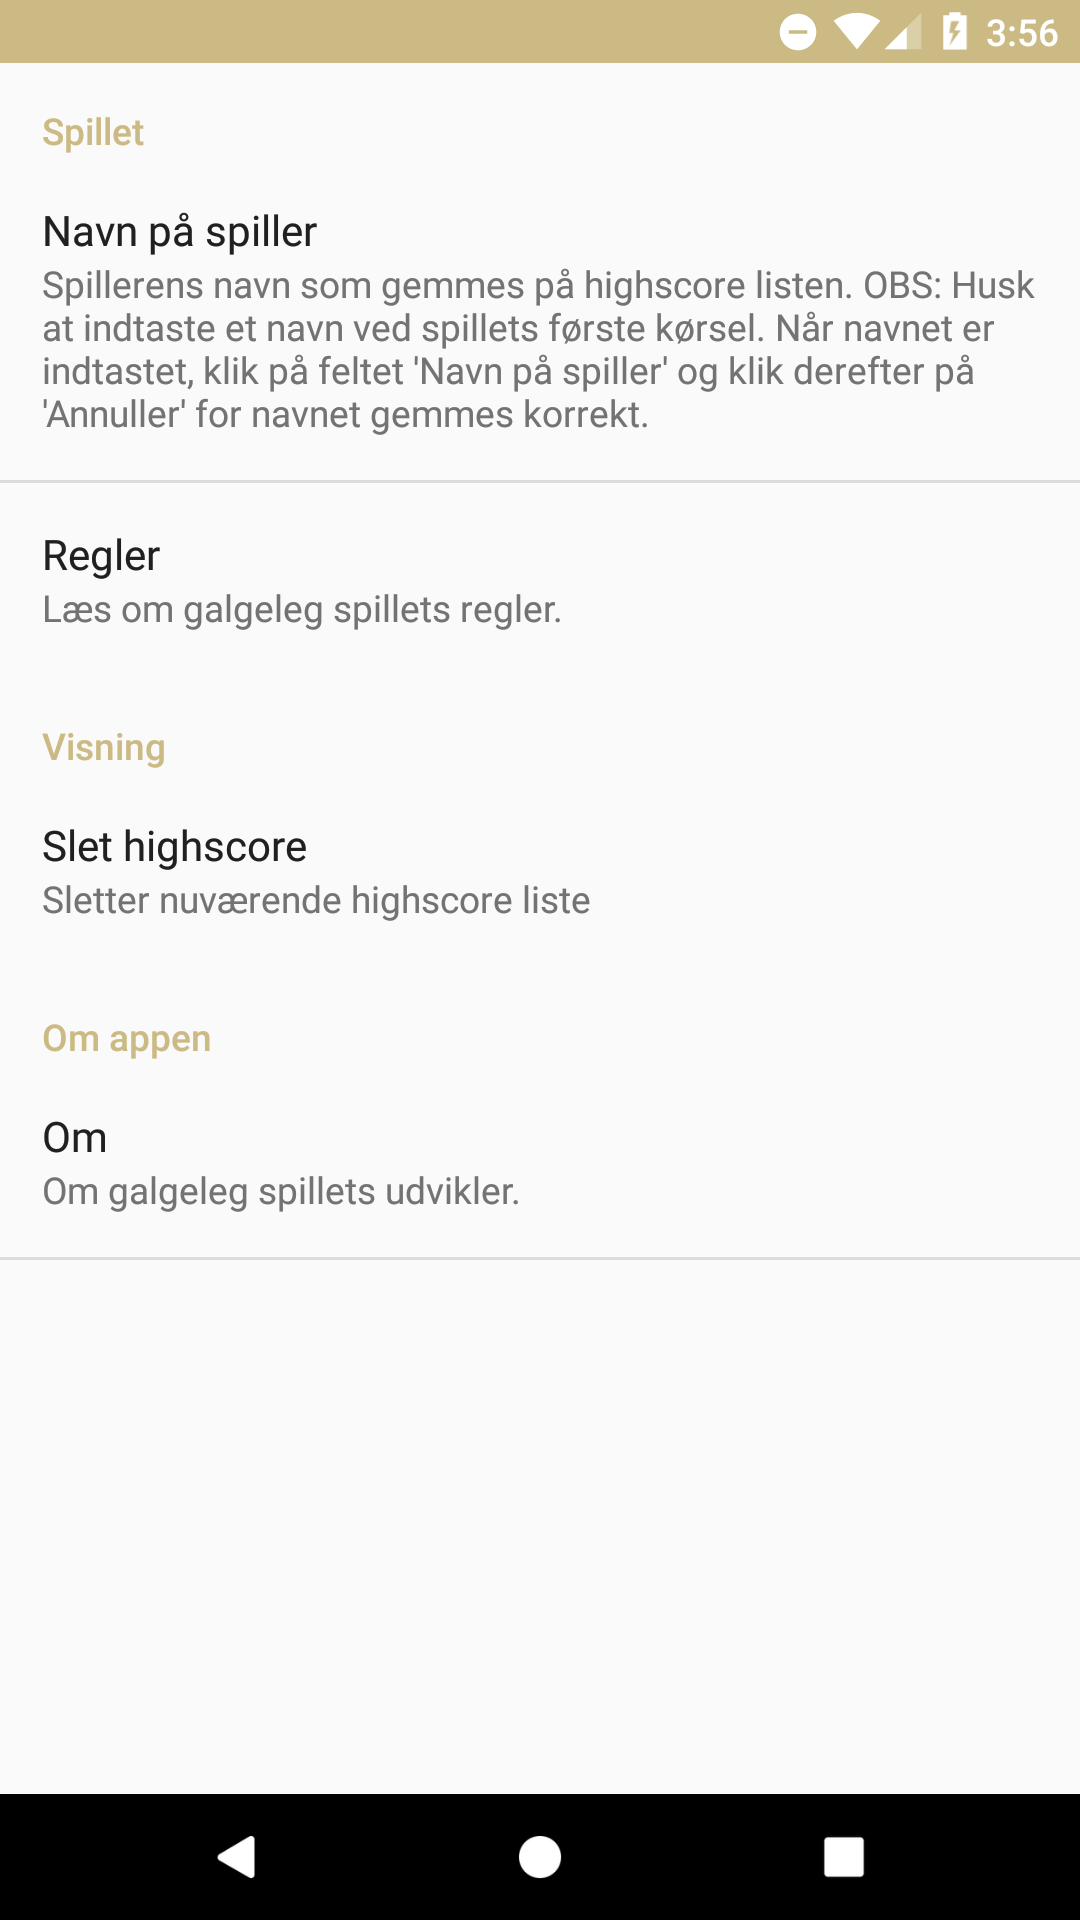 3:56
Spillet
Navn på spiller
Spillerens navn som gemmes på highscore listen. OBS: Husk
at indtaste et navn ved spillets første kørsel. Når navnet er
indtastet, klik på feltet 'Navn på spiller' og klik derefter på
'Annuller' for navnet gemmes korrekt.
Regler
Læs om galgeleg spillets regler.
Visning
Slet highscore
Sletter nuværende highscore liste
Om appen
Om
Om galgeleg spillets udvikler.